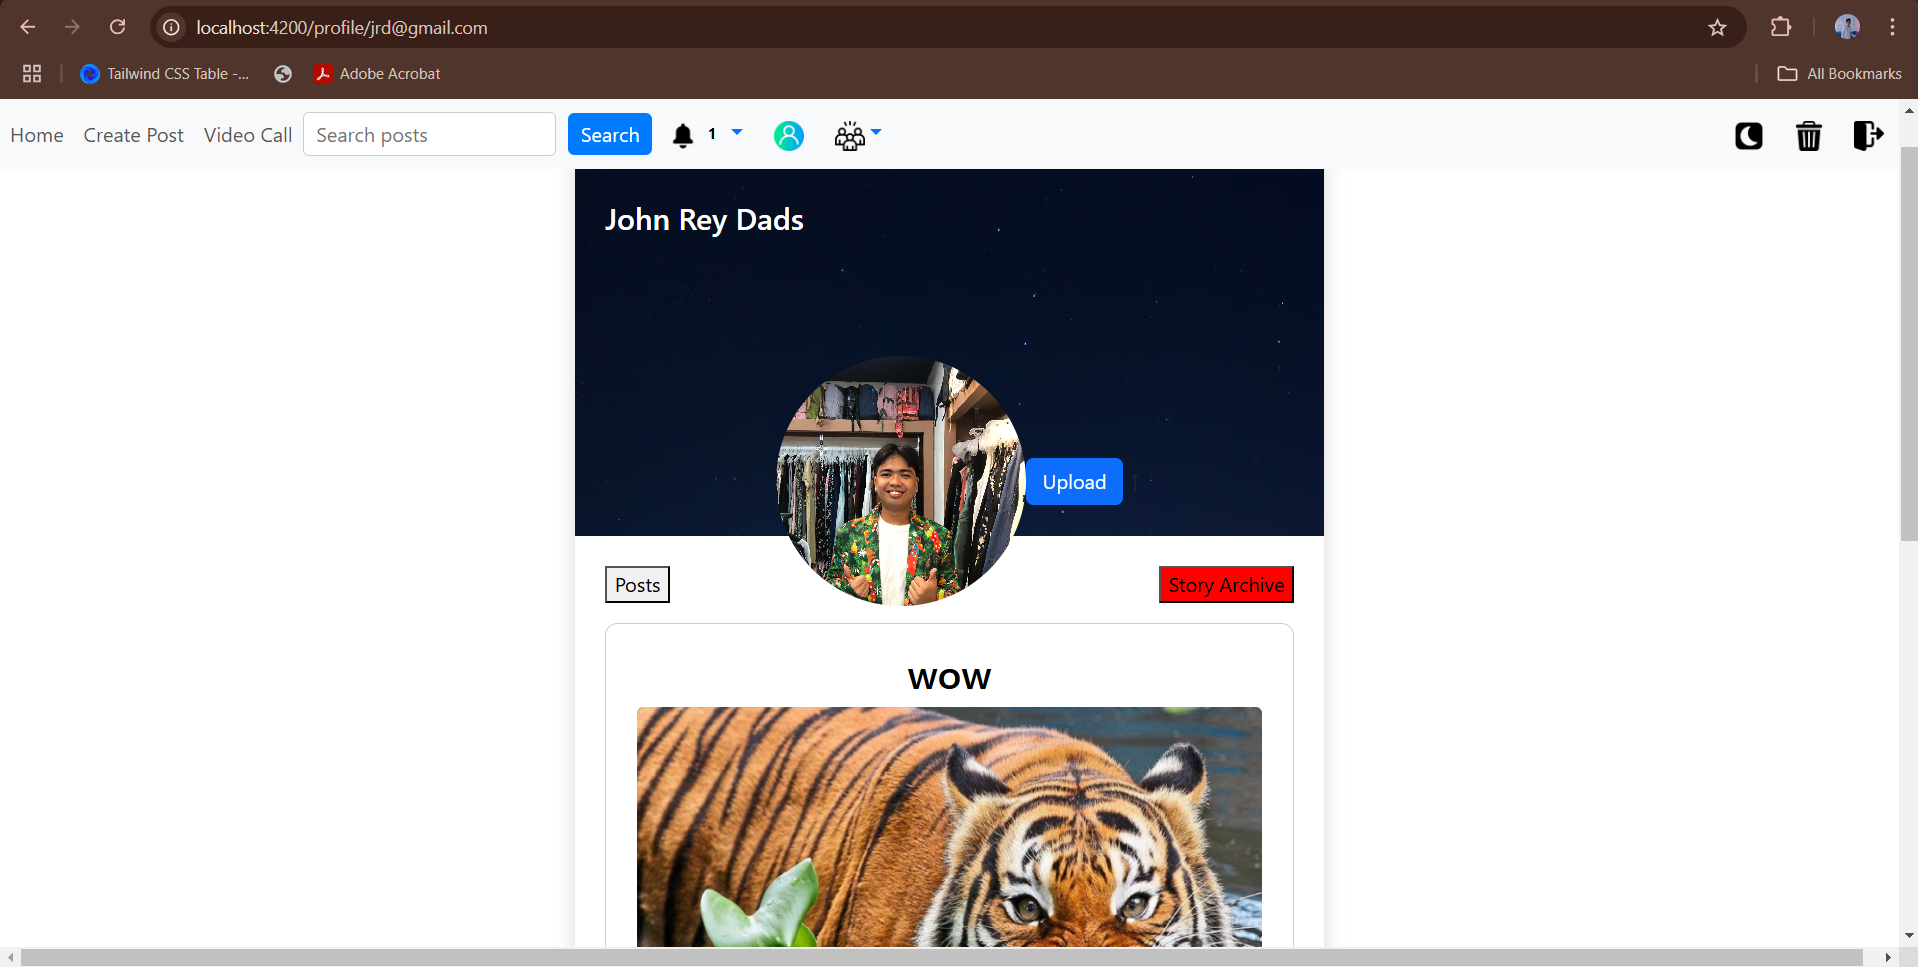 localhost:4200/profile/jrd@gmail.com
Tailwind CSS Table -...
Adobe Acrobat
All Bookmarks
Home
Create Post
Video Call
Search posts
Search
1
John Rey Dads
Upload
↑
Posts
Story Archive
WOW